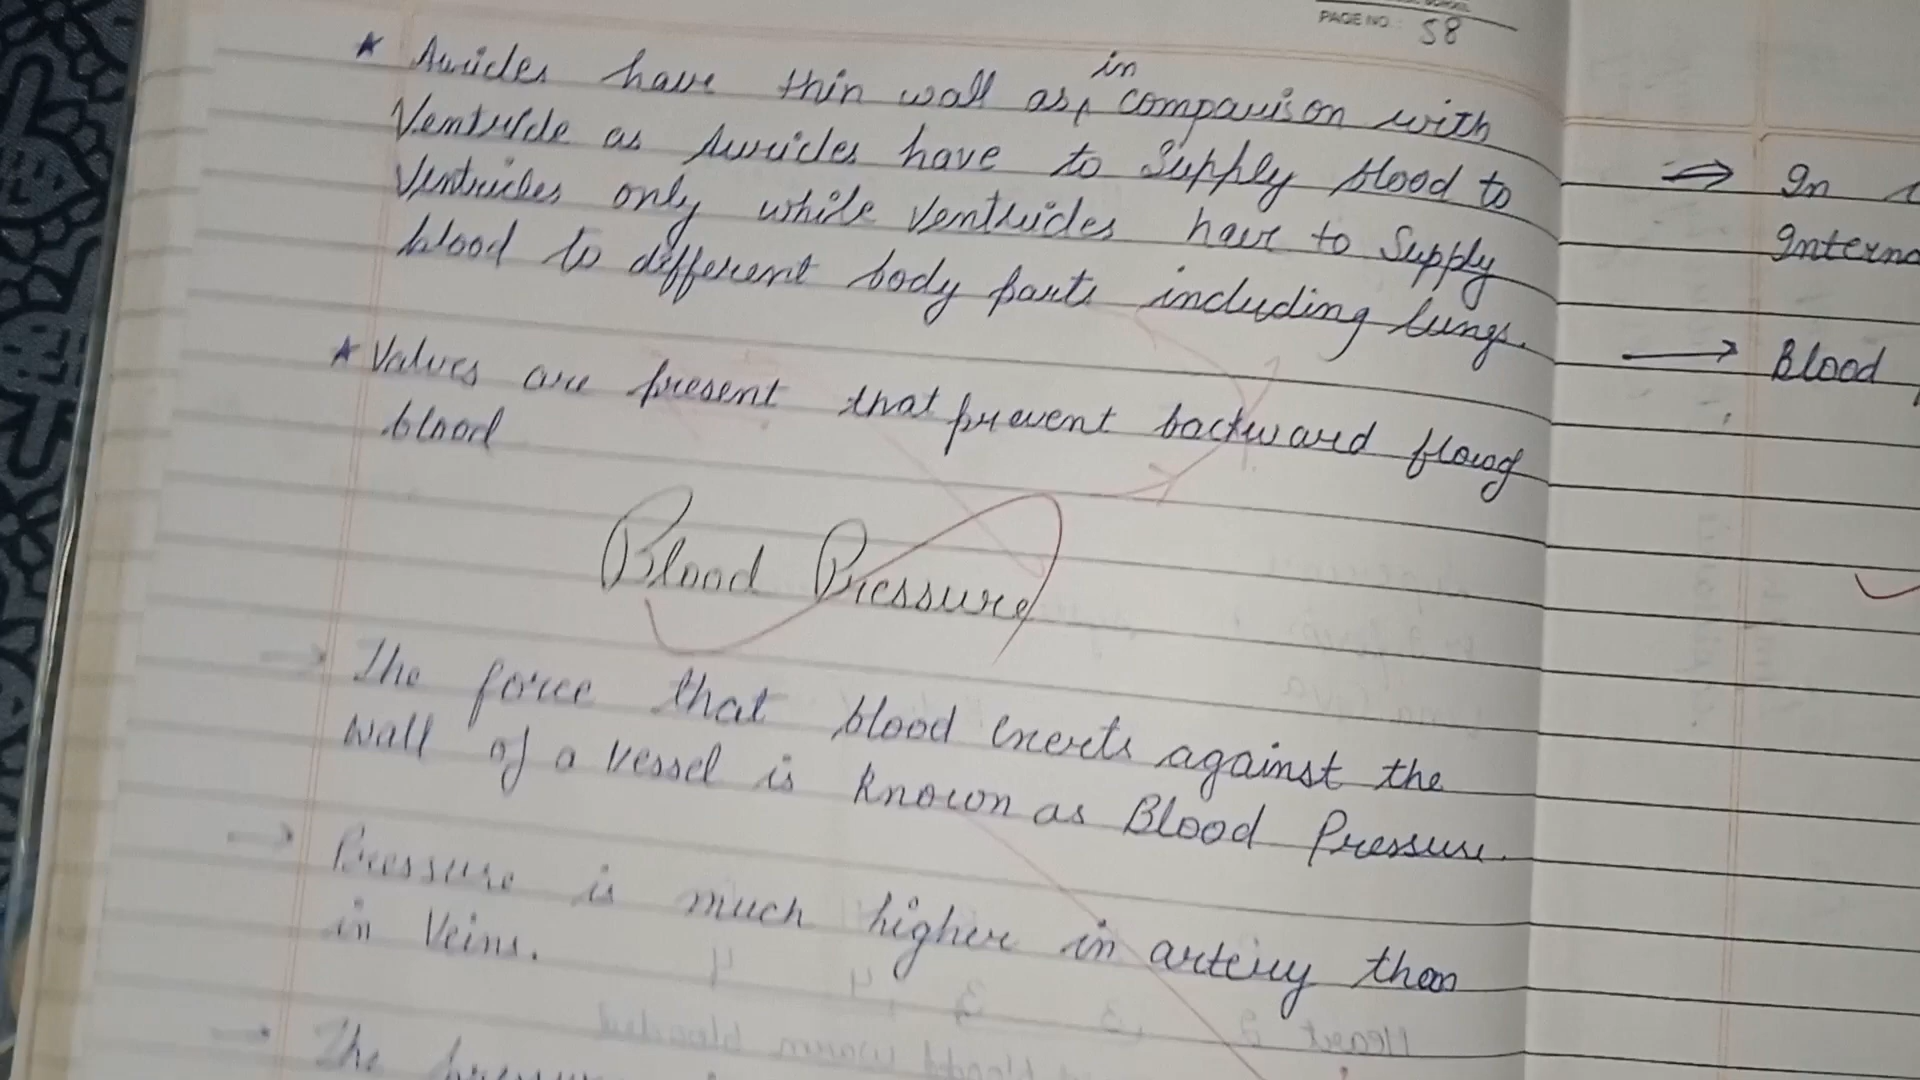 PAGE NO. : 58
* Auricles have thin wall as in comparison with
Ventricle as Auricles have to Supply blood to
Ventricles only while Ventricles have to Supply
blood to different body parts including lungs.
* Valves are present that prevent backward flow of
blood
Blood Pressure
→ The force that blood exerts against the
wall of a vessel is known as Blood Pressure.
→ Pressure is much higher in artery than
in Veins.
→ The pressure
⇒ In
→ Blood